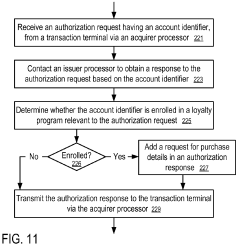 Receive an authorization request having an account identifier,
from a transaction terminal via an acquirer processor 221
Contact an issuer processor to obtain a response to the
authorization request based on the account identifier 223
Determine whether the account identifier is enrolled in a loyalty
program relevant to the authorization request 225
No
Enrolled?
226
Yes
Add a request for purchase
details in an authorization
response 227
Transmit the authorization response to the transaction terminal
via the acquirer processor 229
FIG. 11